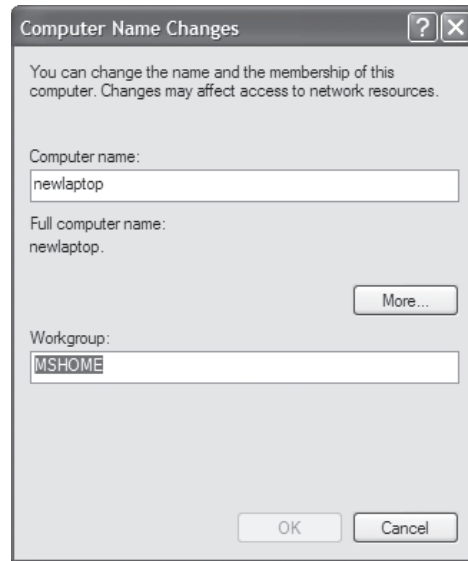 Computer Name Changes
You can change the name and the membership of this
computer. Changes may affect access to network resources.
Computer name:
newlaptop
Full computer name:
newlaptop.
More...
Workgroup:
MSHOME
OK
Cancel